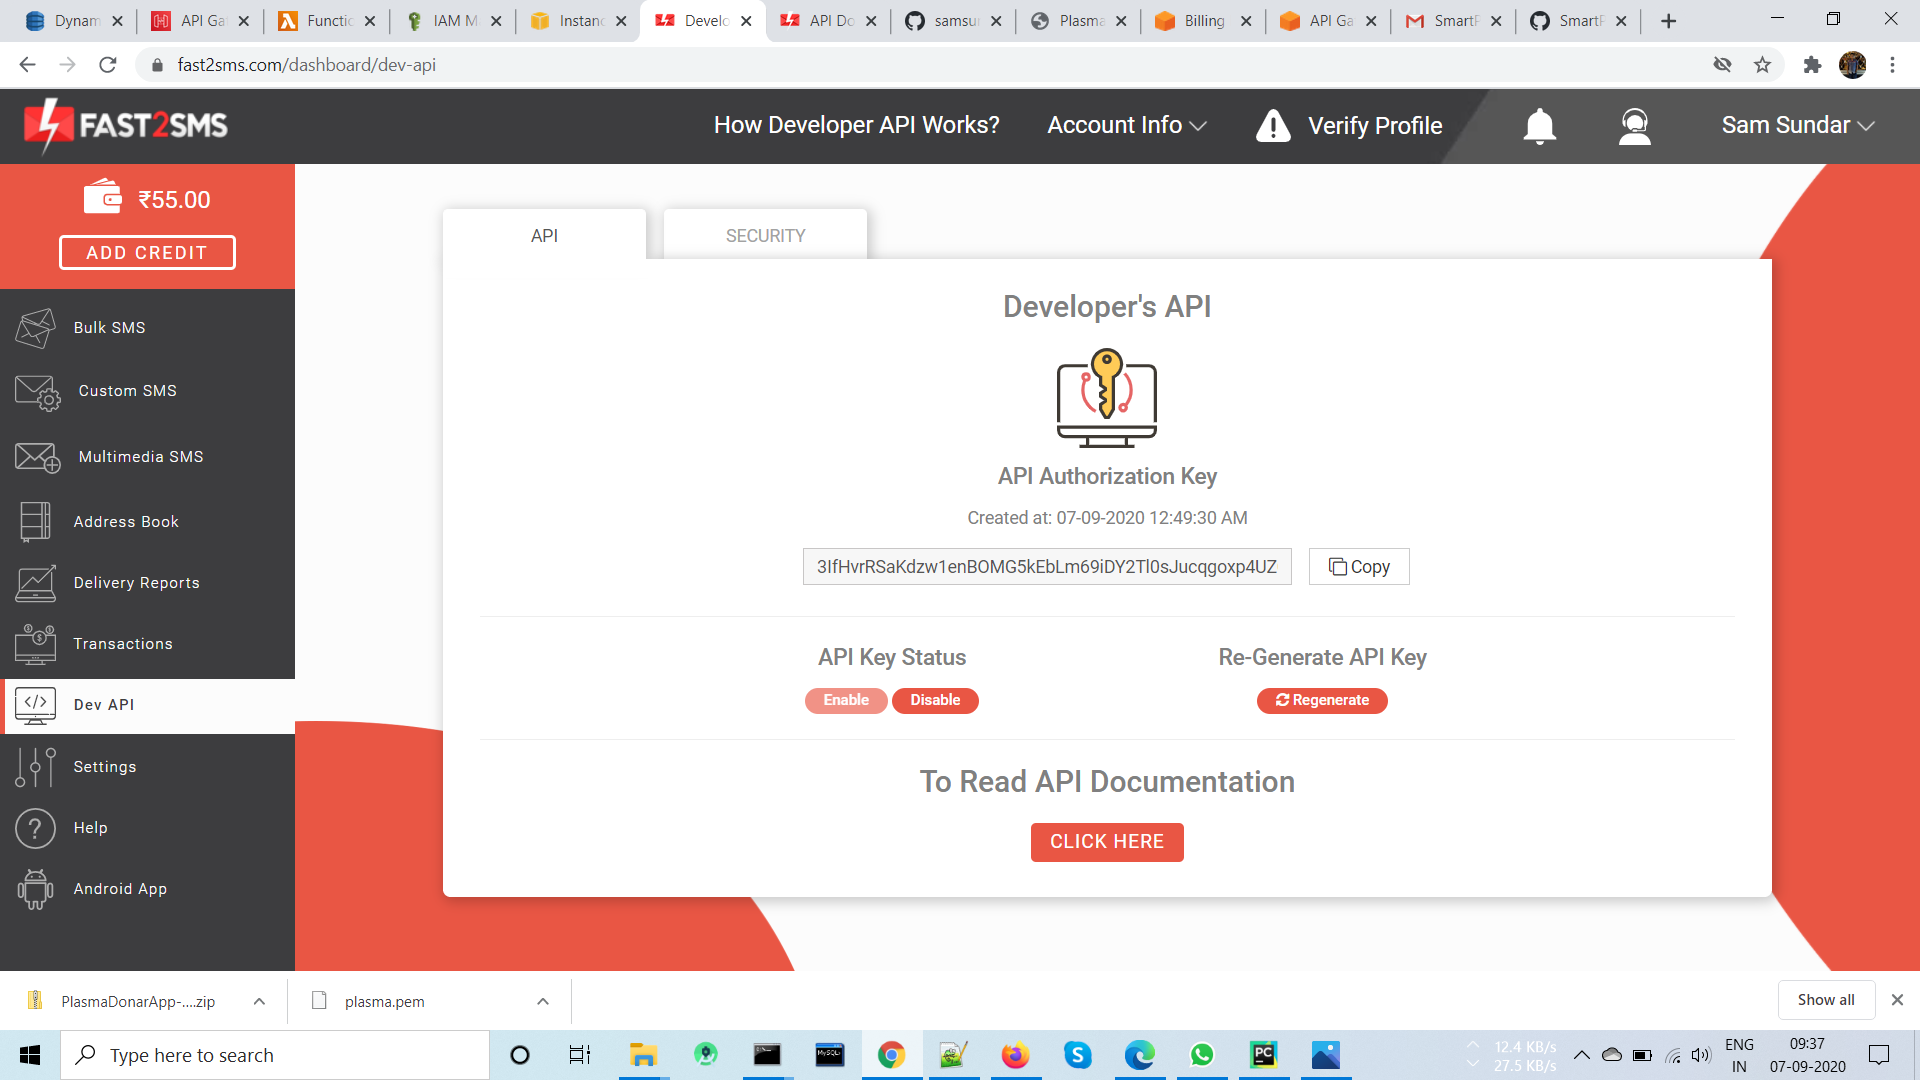 Dynam
API Ga
Functio
IAM M
Instanc
Develo
API Do
samsu
Plasma
Billing
API Ga
SmartF
SmartF
fast2sms.com/dashboard/dev-api
FAST2SMS
How Developer API Works?
Account Info
Verify Profile
Sam Sundar
₹55.00
ADD CREDIT
Bulk SMS
Custom SMS
Multimedia SMS
Address Book
Delivery Reports
Transactions
Dev API
Settings
Help
Android App
API
SECURITY
Developer's API
API Authorization Key
Created at: 07-09-2020 12:49:30 AM
3IfHvrRSaKdzw1enBOMG5kEbLm69iDY2Tl0sJucqgoxp4UZ
Copy
API Key Status
Enable
Disable
Re-Generate API Key
Regenerate
To Read API Documentation
CLICK HERE
PlasmaDonarApp-....zip
plasma.pem
Show all
Type here to search
MySQL
PC
12.4 KB/s
27.5 KB/s
ENG
IN
09:37
07-09-2020